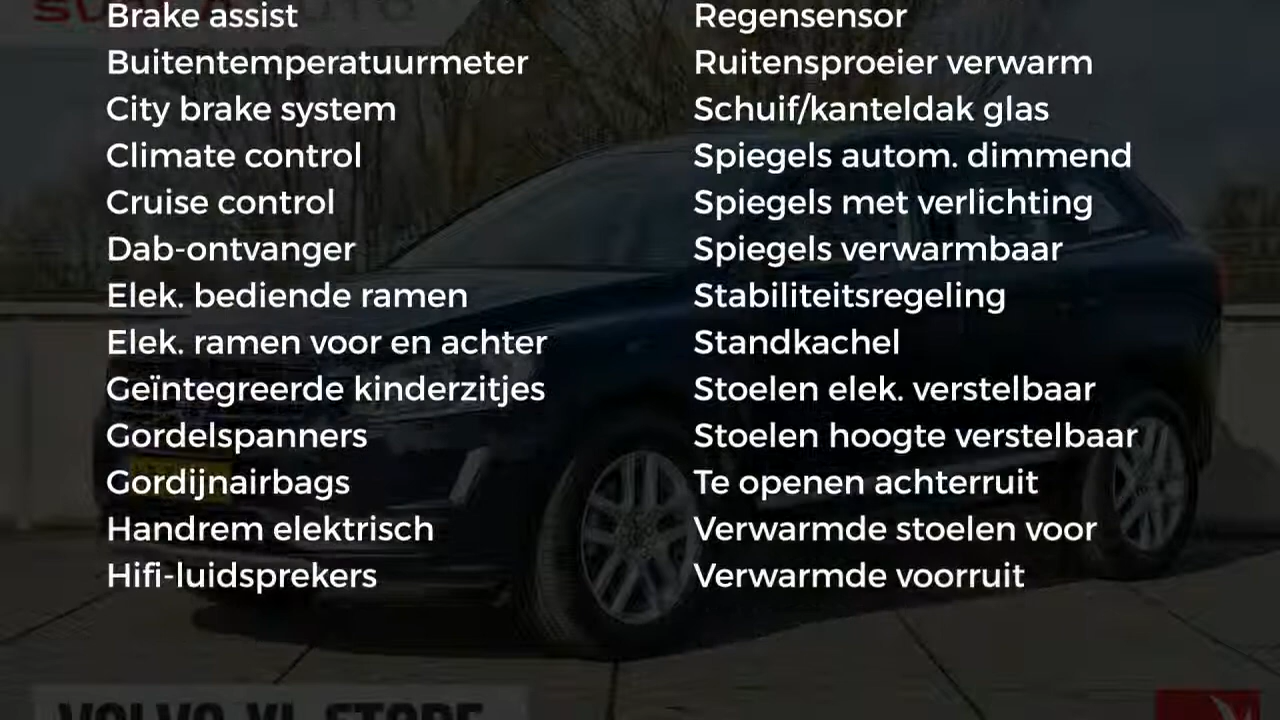 Brake assist
Buitentemperatuurmeter
City brake system
Climate control
Cruise control
Dab-ontvanger
Elek. bediende ramen
Elek. ramen voor en achter
Geïntegreerde kinderzitjes
Gordelspanners
Gordijnairbags
Handrem elektrisch
Hifi-luidsprekers
Regensensor
Ruitensproeier verwarm
Schuif/kanteldak glas
Spiegels autom. dimmend
Spiegels met verlichting
Spiegels verwarmbaar
Stabiliteitsregeling
Standkachel
Stoelen elek. verstelbaar
Stoelen hoogte verstelbaar
Te openen achterruit
Verwarmde stoelen voor
Verwarmde voorruit
VOLVO XL STORE